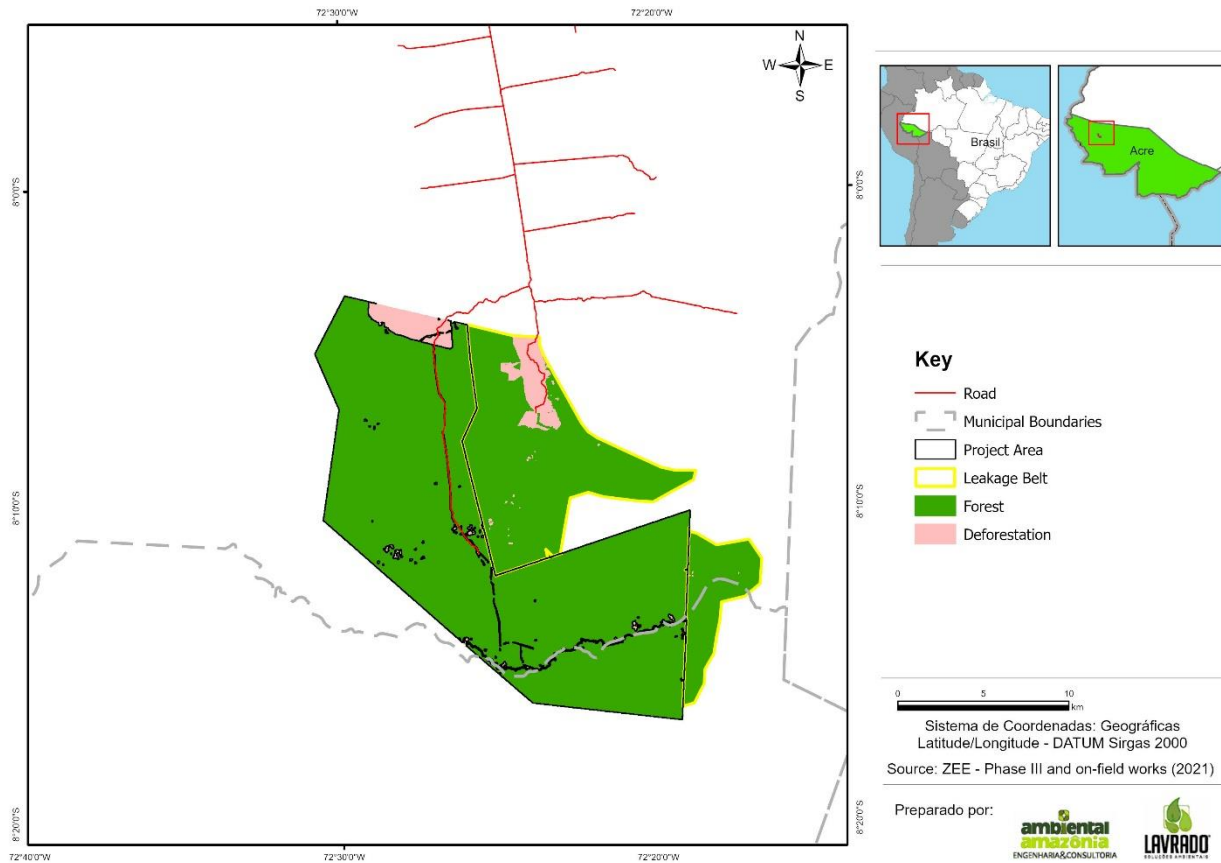 72°30'0"W
72°20'0"W
N
W
E
S
8°0'0"S
8°0'0"S
8°10'0"S
8°10'0"S
8°20'0"S
8°20'0"S
72°40'0"W
72°30'0"W
72°20'0"W
Brasil
Acre
Key
Road
Municipal Boundaries
Project Area
Leakage Belt
Forest
Deforestation
0 5 10
km
Sistema de Coordenadas: Geográficas
Latitude/Longitude - DATUM Sirgas 2000
Source: ZEE - Phase III and on-field works (2021)
Preparado por:
ambiental
amazônia
ENGENHARIA&CONSULTORIA
LAVRADO
SOLUÇÕES AMBIENTAIS